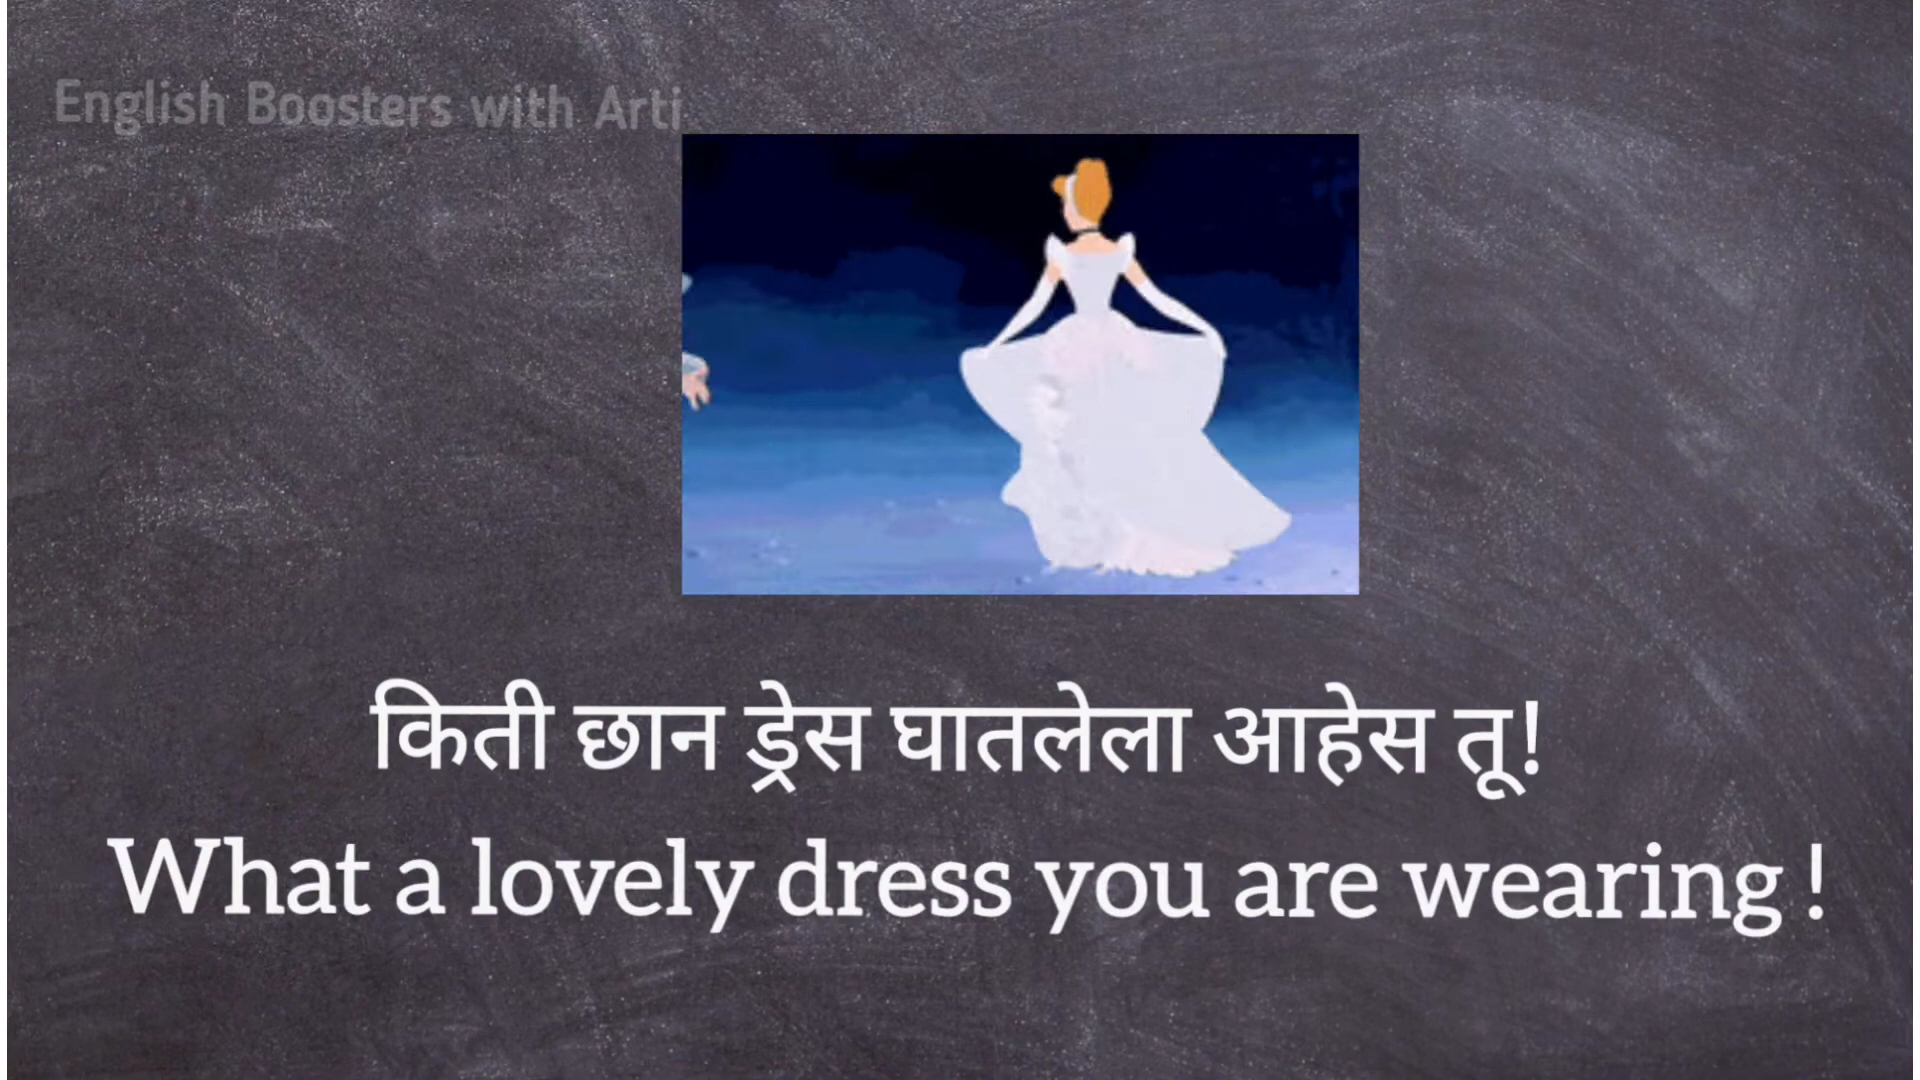 English Boosters with Arti
किती छान ड्रेस घातलेला आहेस तू!
What a lovely dress you are wearing !